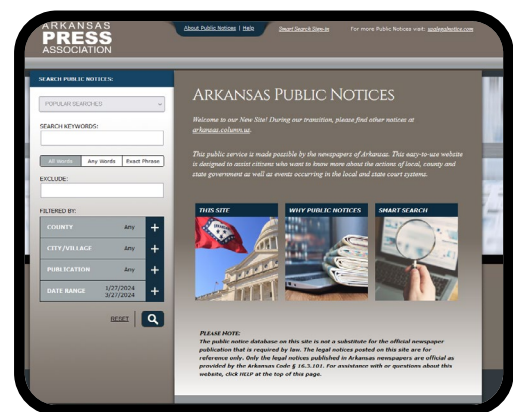 ARKANSAS
PRESS
ASSOCIATION
About Public Notices | Help
Smart Search Sign-in
For more Public Notices visit: usalegalnotice.com
SEARCH PUBLIC NOTICES:
POPULAR SEARCHES
SEARCH KEYWORDS:
All Words Any Words Exact Phrase
EXCLUDE:
FILTERED BY:
COUNTY Any +
CITY/VILLAGE Any +
PUBLICATION Any +
DATE RANGE 1/27/2024 +
3/27/2024
RESET
ARKANSAS PUBLIC NOTICES
Welcome to our New Site! During our transition, please find other notices at
arkansas.column.us.
This public service is made possible by the newspapers of Arkansas. This easy-to-use website
is designed to assist citizens who want to know more about the actions of local, county and
state government as well as events occurring in the local and state court systems.
THIS SITE
WHY PUBLIC NOTICES
SMART SEARCH
PLEASE NOTE:
The public notice database on this site is not a substitute for the official newspaper
publication that is required by law. The legal notices posted on this site are for
reference only. Only the legal notices published in Arkansas newspapers are official as
provided by the Arkansas Code § 16.3.101. For assistance with or questions about this
website, click HELP at the top of this page.